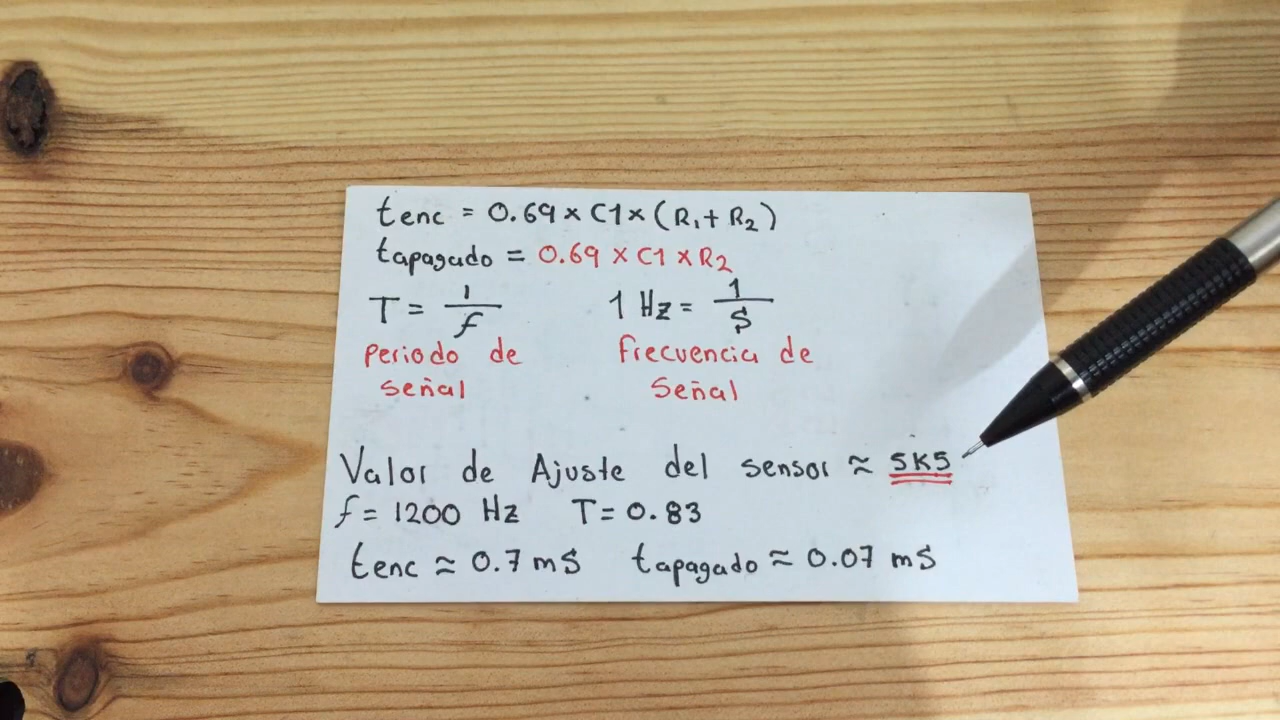 tenc = 0.69 x C1 x (R1 + R2)
tapagado = 0.69 x C1 x R2
T = 1/f 1 Hz = 1/S
periodo de señal frecuencia de señal
Valor de Ajuste del sensor ≈ 5K5
f = 1200 Hz T = 0.83
tenc ≈ 0.7 mS tapagado ≈ 0.07 mS